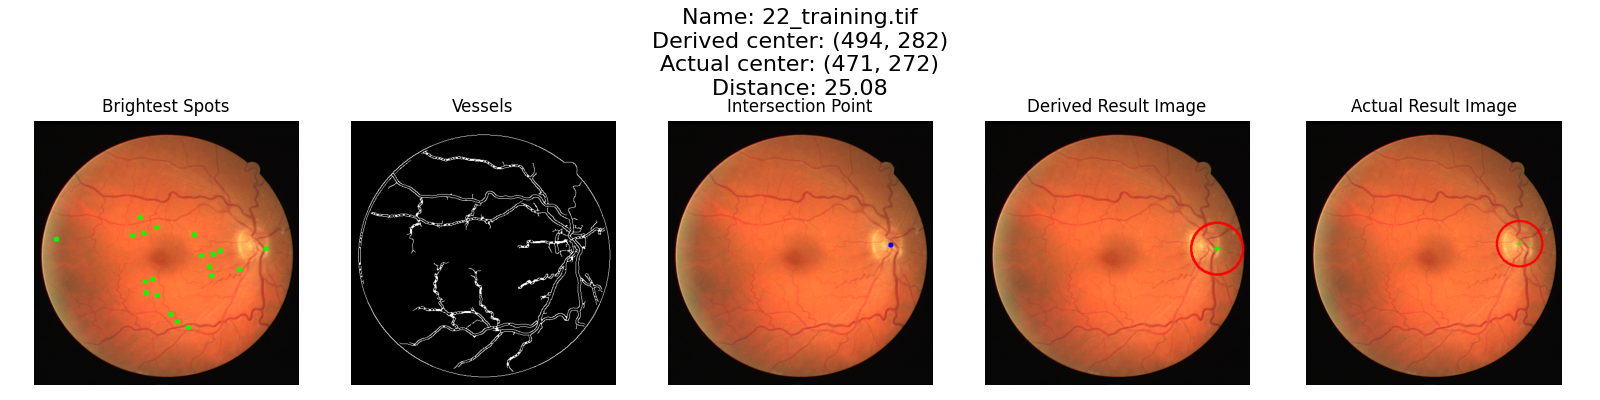 Name: 22_training.tif
Derived center: (494, 282)
Actual center: (471, 272)
Distance: 25.08
Brightest Spots
Vessels
Intersection Point
Derived Result Image
Actual Result Image